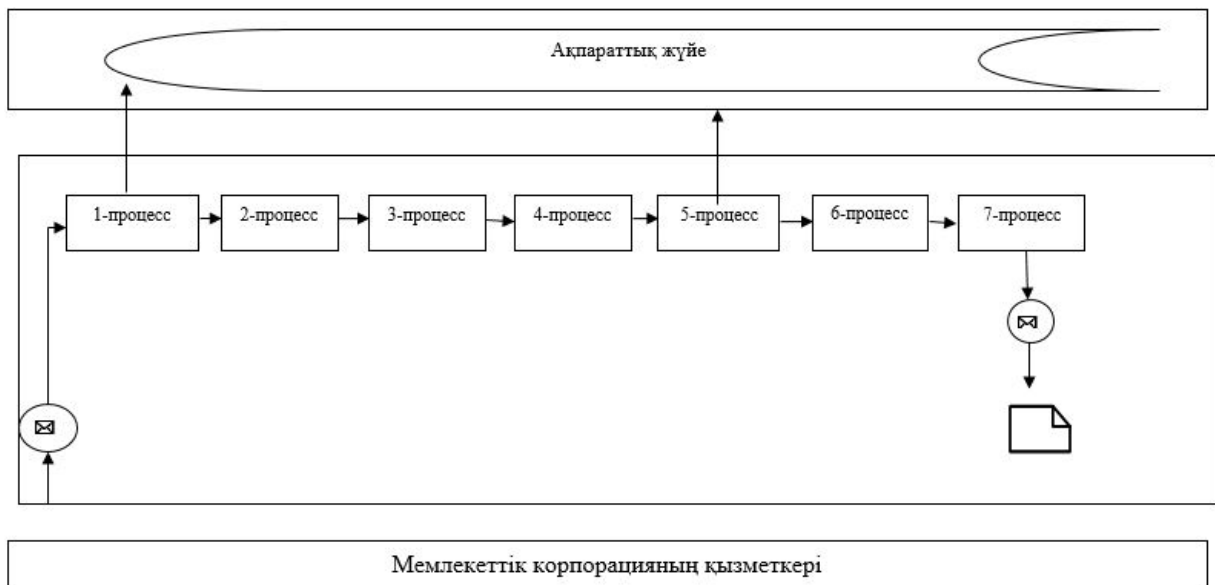 Ақпараттық жүйе
1-процесс
2-процесс
3-процесс
4-процесс
5-процесс
6-процесс
7-процесс
Мемлекеттік корпорацияның қызметкері